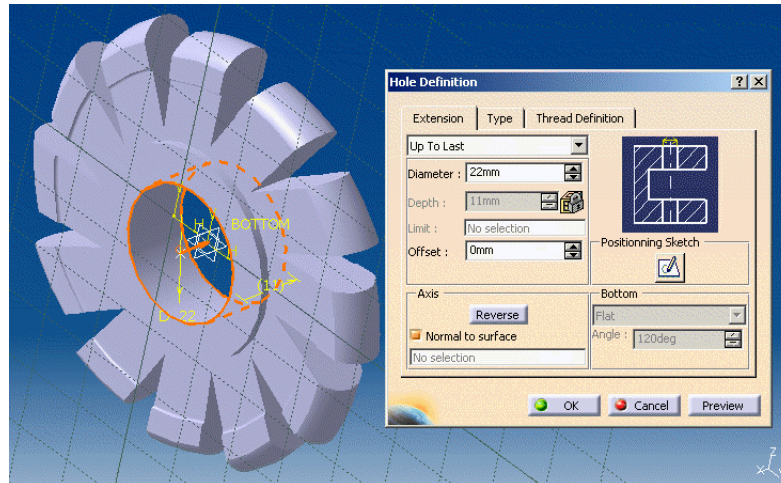 Hole Definition
? X
Extension Type Thread Definition
Up To Last
Diameter : 22mm
Depth : 11mm
Limit : No selection
Offset : 0mm
Positionning Sketch
Axis
Reverse
Normal to surface
No selection
Bottom
Flat
Angle : 120deg
OK Cancel Preview
H
BOTTOM
D 22
Z
X